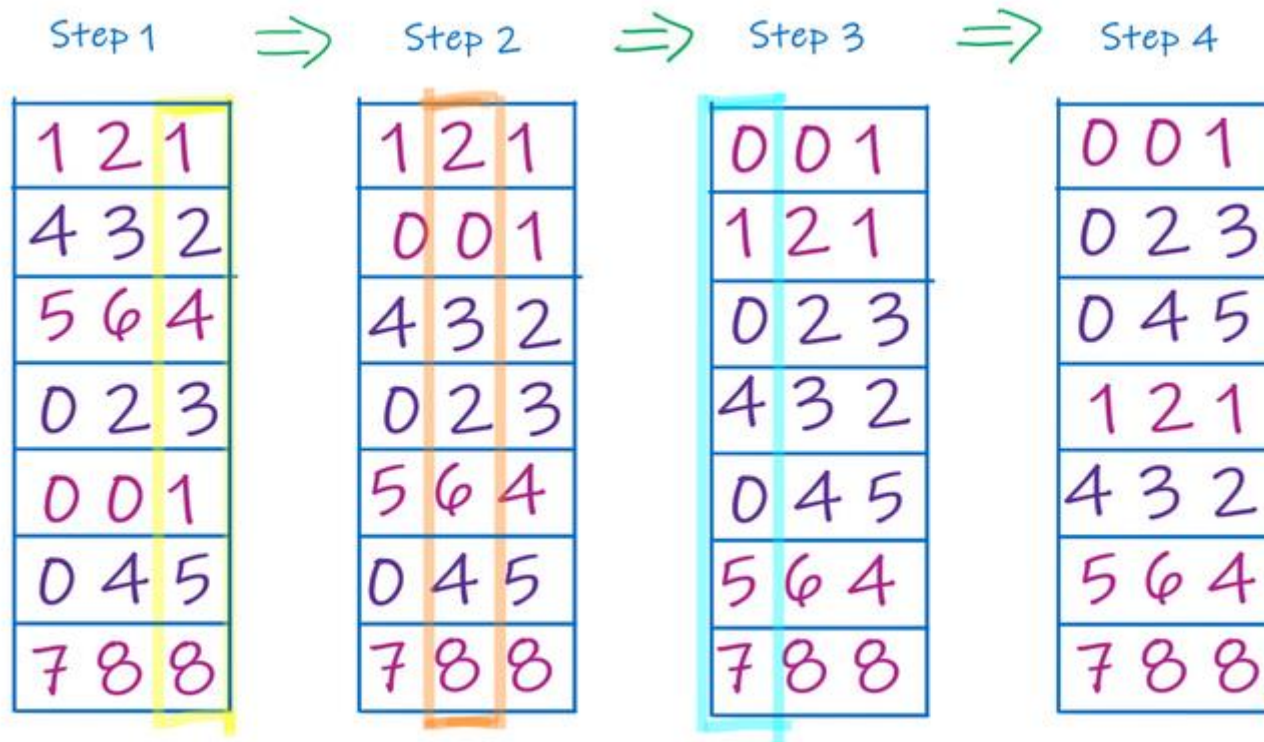 Step 1 ⇒ Step 2 ⇒ Step 3 ⇒ Step 4
1 2 1 1 2 1 0 0 1 0 0 1
4 3 2 0 0 1 1 2 1 0 2 3
5 6 4 4 3 2 0 2 3 0 4 5
0 2 3 0 2 3 4 3 2 1 2 1
0 0 1 5 6 4 0 4 5 4 3 2
0 4 5 0 4 5 5 6 4 5 6 4
7 8 8 7 8 8 7 8 8 7 8 8